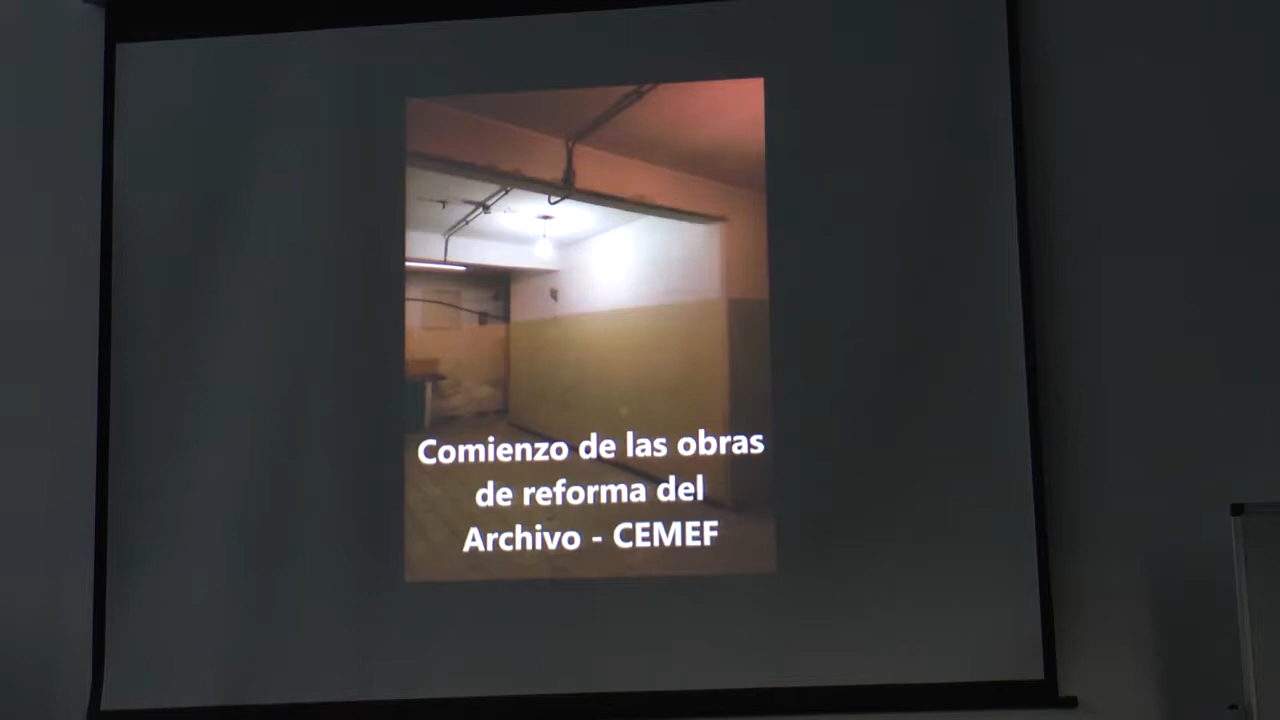 Comienzo de las obras
de reforma del
Archivo - CEMEF